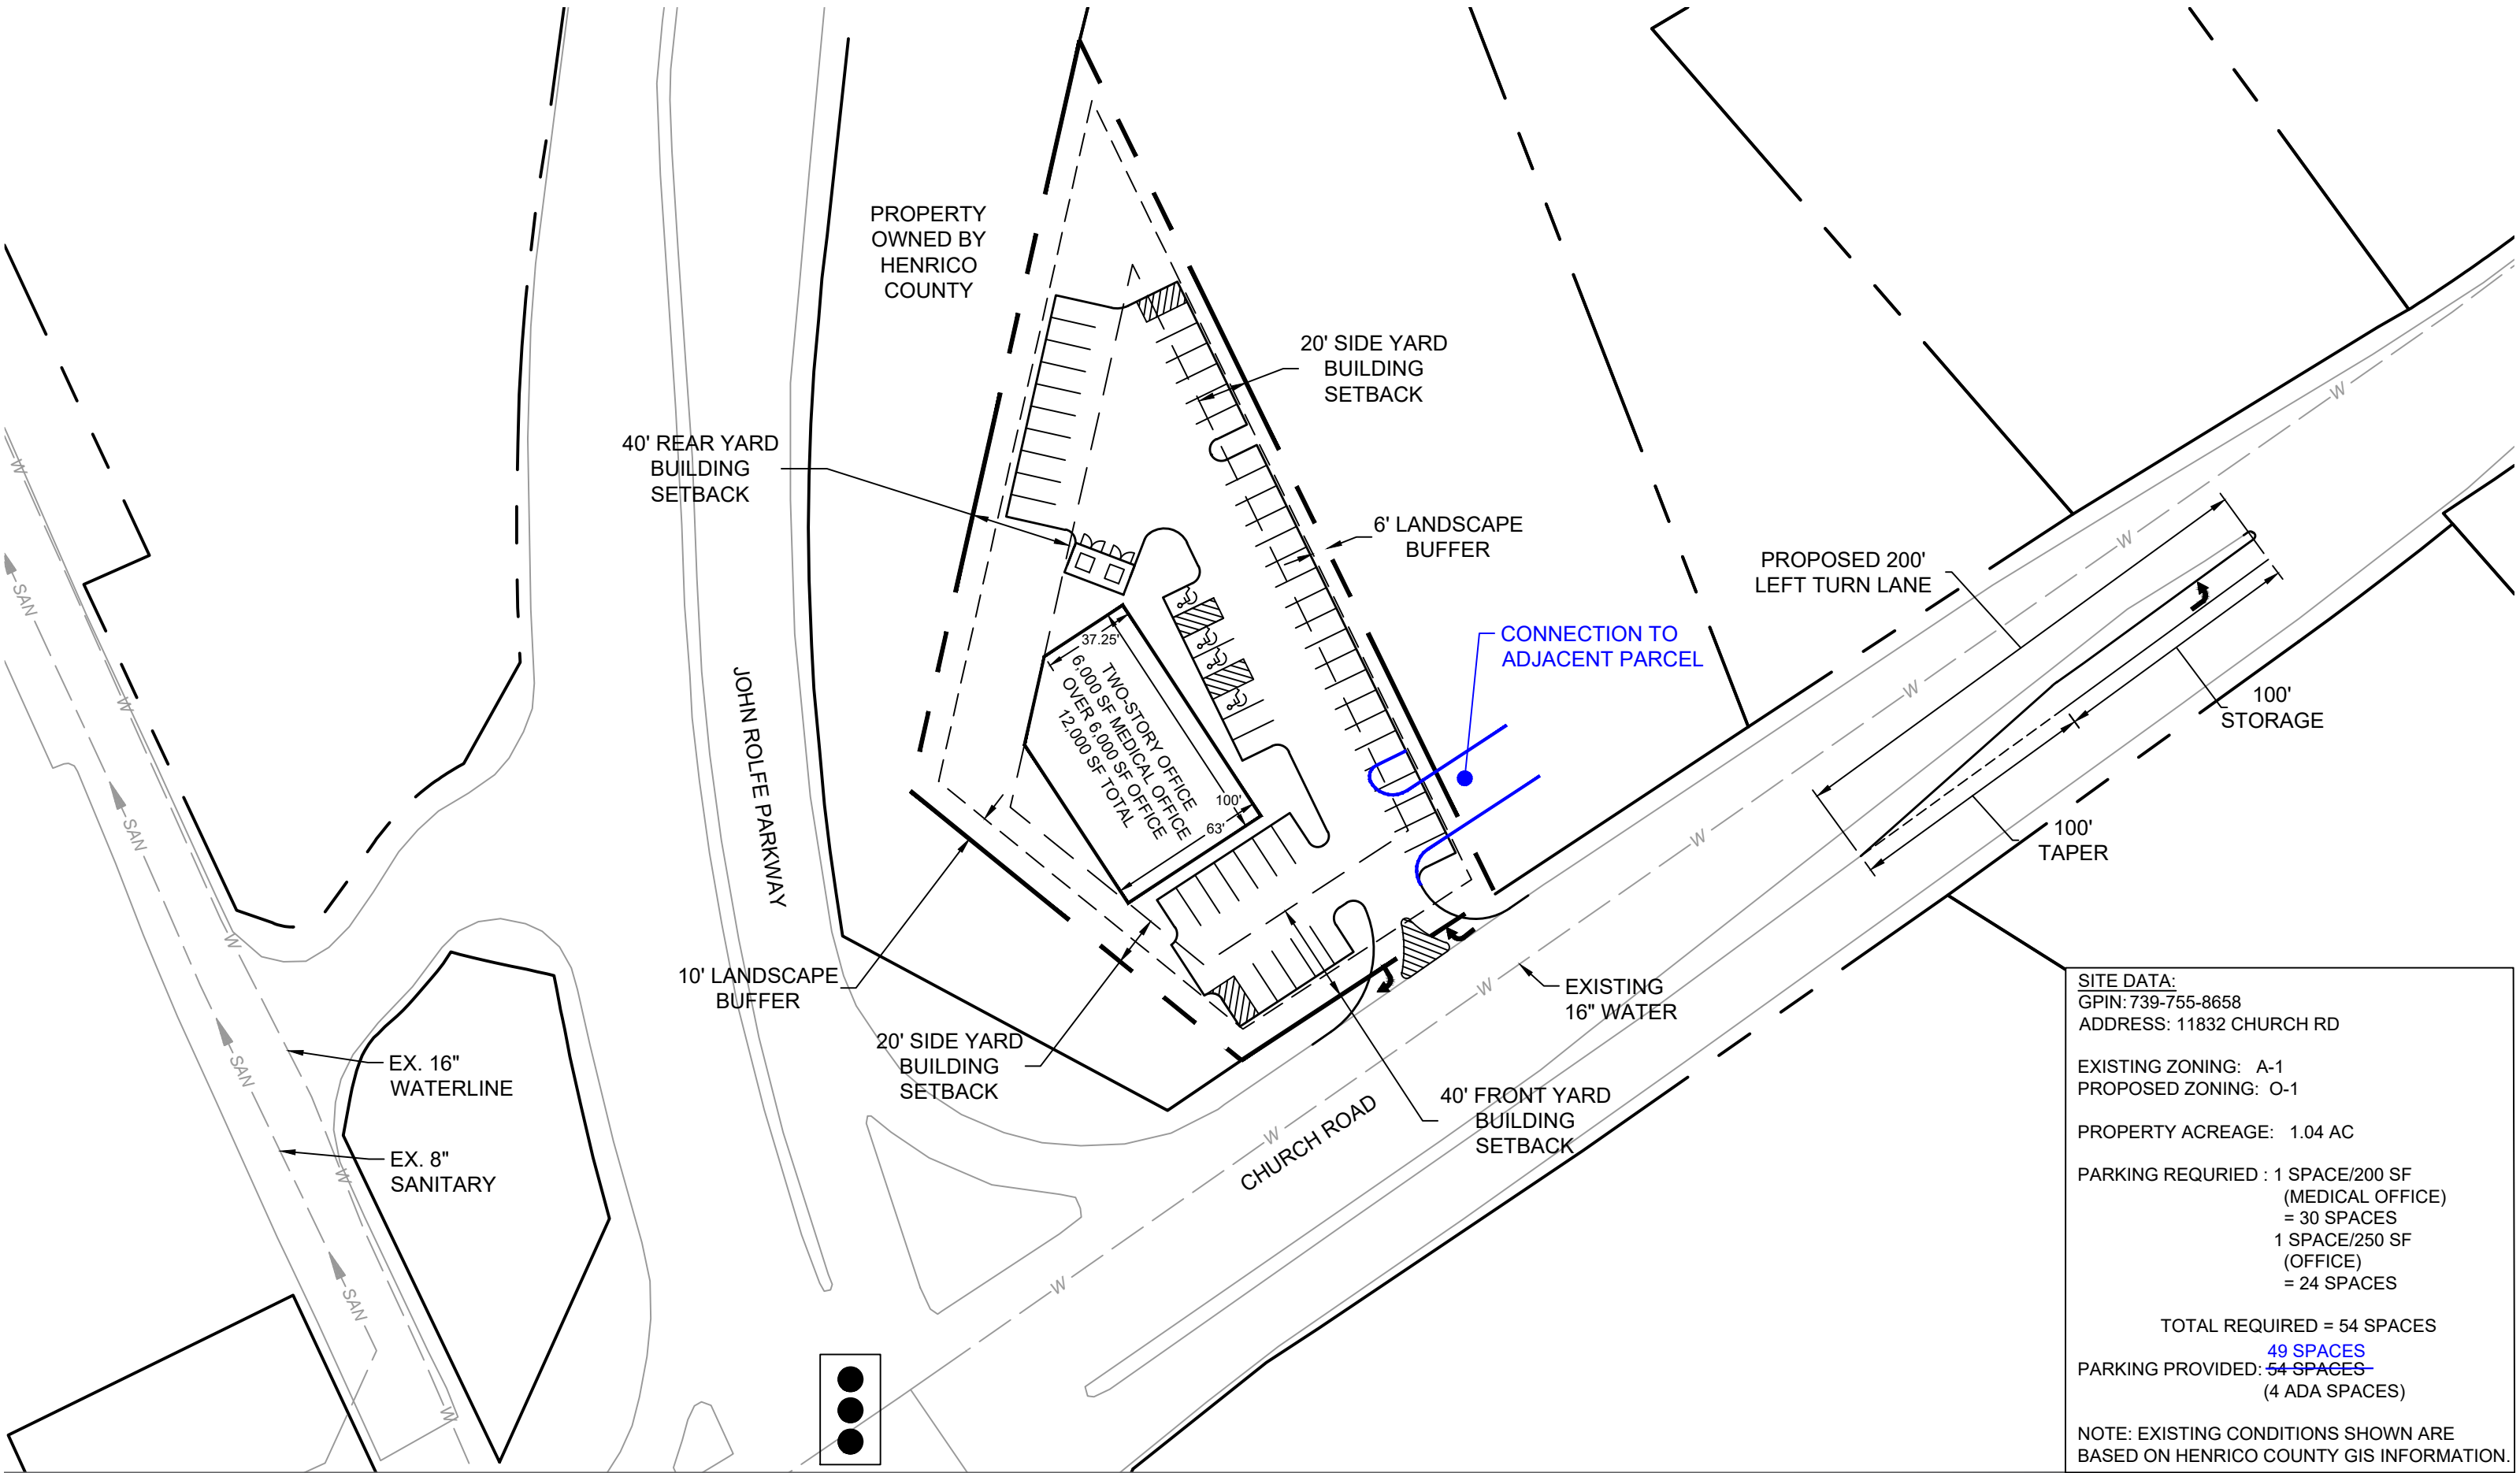 PROPERTY
OWNED BY
HENRICO
COUNTY
20' SIDE YARD
BUILDING
SETBACK
40' REAR YARD
BUILDING
SETBACK
6' LANDSCAPE
BUFFER
PROPOSED 200'
LEFT TURN LANE
CONNECTION TO
ADJACENT PARCEL
100'
STORAGE
100'
TAPER
37.25'
TWO-STORY OFFICE
6,000 SF MEDICAL OFFICE
OVER 6,000 SF OFFICE
12,000 SF TOTAL
100'
63'
JOHN ROLFE PARKWAY
10' LANDSCAPE
BUFFER
20' SIDE YARD
BUILDING
SETBACK
EXISTING
16" WATER
40' FRONT YARD
BUILDING
SETBACK
CHURCH ROAD
EX. 16"
WATERLINE
EX. 8"
SANITARY
W
W
W
W
W
W
SAN
SAN
SAN
SAN
W
W
W
W
W
W
W
SITE DATA:
GPIN: 739-755-8658
ADDRESS: 11832 CHURCH RD
EXISTING ZONING: A-1
PROPOSED ZONING: O-1
PROPERTY ACREAGE: 1.04 AC
PARKING REQURIED : 1 SPACE/200 SF
(MEDICAL OFFICE)
= 30 SPACES
1 SPACE/250 SF
(OFFICE)
= 24 SPACES
TOTAL REQUIRED = 54 SPACES
49 SPACES
PARKING PROVIDED: 54 SPACES
(4 ADA SPACES)
NOTE: EXISTING CONDITIONS SHOWN ARE
BASED ON HENRICO COUNTY GIS INFORMATION.